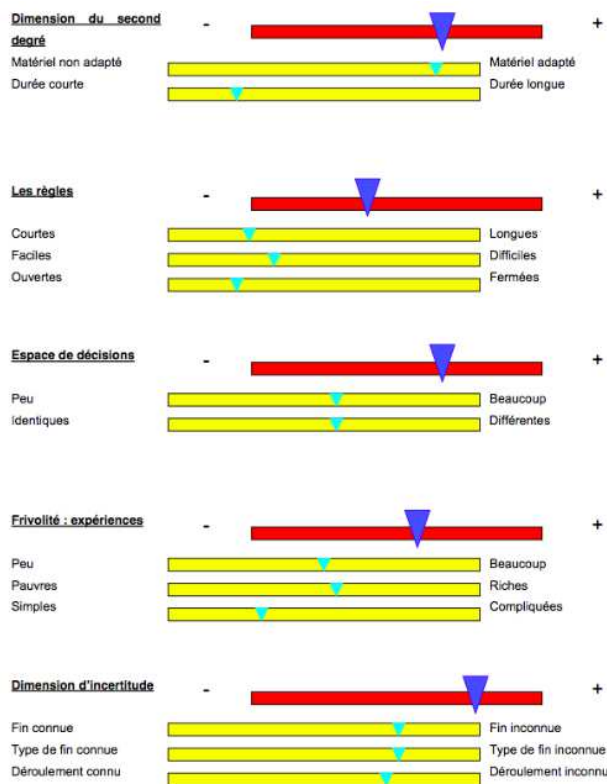 Dimension du second - +
degré
Matériel non adapté Matériel adapté
Durée courte Durée longue
Les règles - +
Courtes Longues
Faciles Difficiles
Ouvertes Fermées
Espace de décisions - +
Peu Beaucoup
Identiques Différentes
Frivolité : expériences - +
Peu Beaucoup
Pauvres Riches
Simples Compliquées
Dimension d'incertitude - +
Fin connue Fin inconnue
Type de fin connue Type de fin inconnue
Déroulement connu Déroulement inconnu